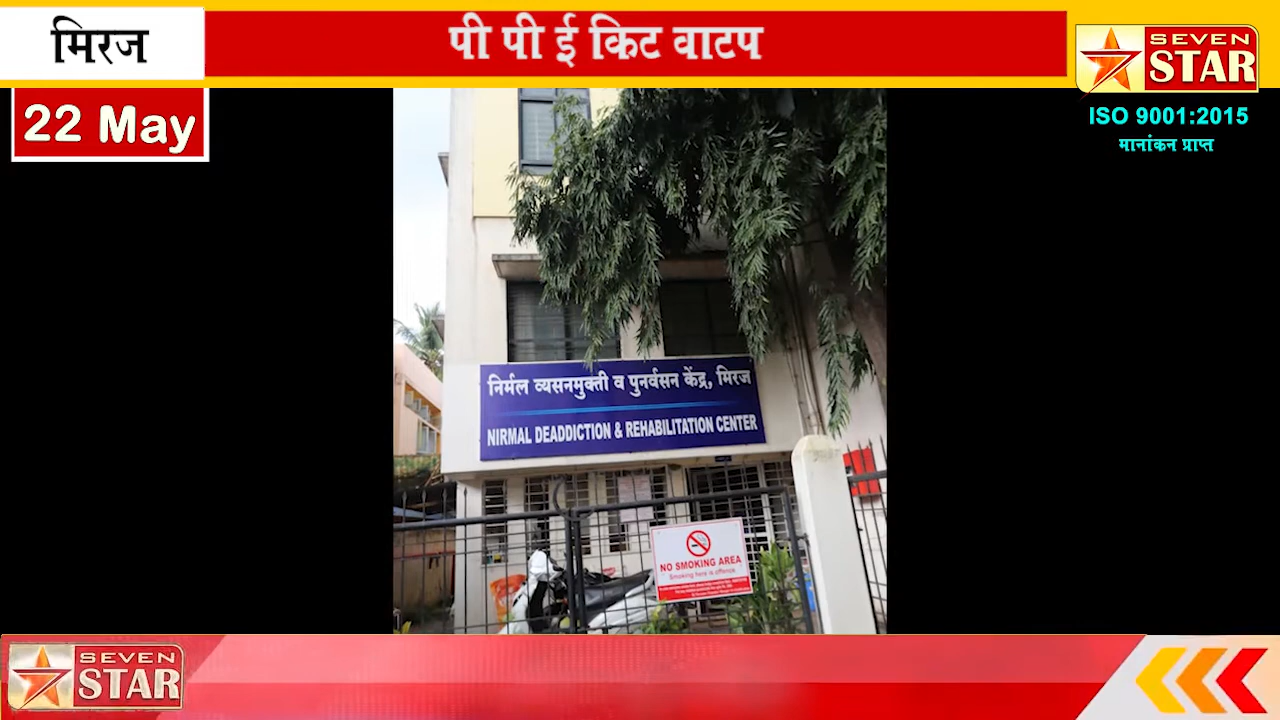 मिरज
पी पी ई किट वाटप
SEVEN
STAR
22 May
ISO 9001:2015
मानांकन प्राप्त
निर्मल व्यसनमुक्ती व पुनर्वसन केंद्र, मिरज
NIRMAL DEADDICTION & REHABILITATION CENTER
NO SMOKING AREA
Smoking here is offence
SEVEN
STAR